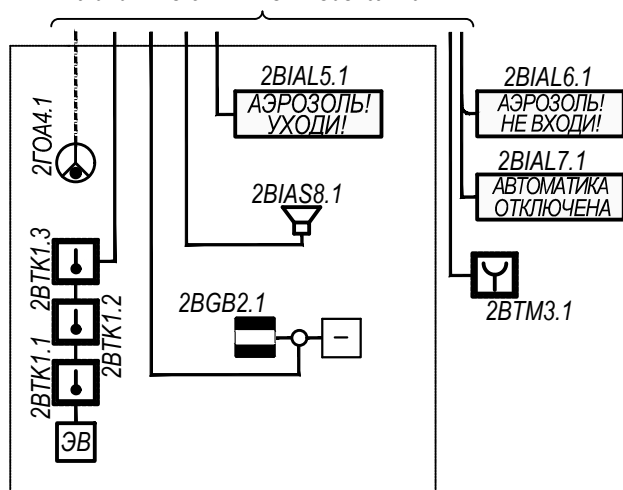 2BIAL5.1
АЭРОЗОЛЬ!
УХОДИ!
2BIAL6.1
АЭРОЗОЛЬ!
НЕ ВХОДИ!
2ГОА4.1
2BIAL7.1
АВТОМАТИКА
ОТКЛЮЧЕНА
2BIAS8.1
2BTK1.3
2BTK1.2
2BTK1.1
2BGB2.1
2BTM3.1
ЭВ